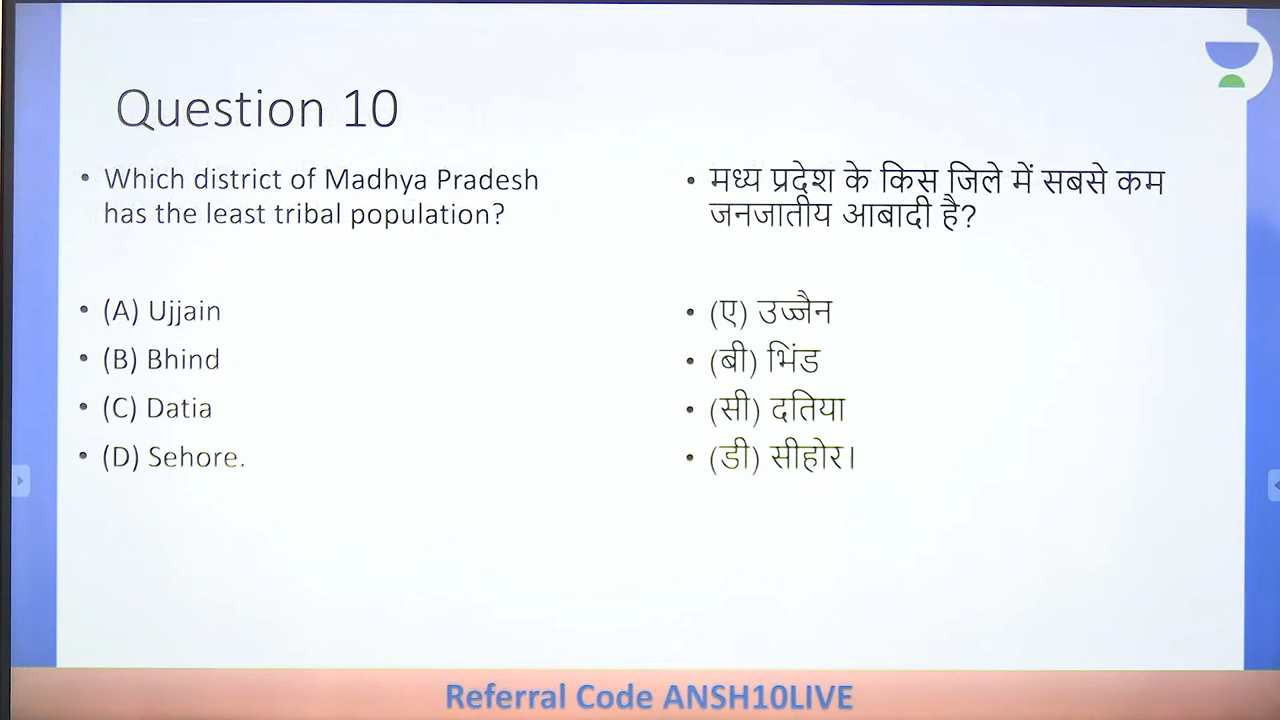 Question 10
• Which district of Madhya Pradesh
has the least tribal population?
• (A) Ujjain
• (B) Bhind
• (C) Datia
• (D) Sehore.
• मध्य प्रदेश के किस जिले में सबसे कम
जनजातीय आबादी है?
• (ए) उज्जैन
• (बी) भिंड
• (सी) दतिया
• (डी) सीहोर।
Referral Code ANSH10LIVE